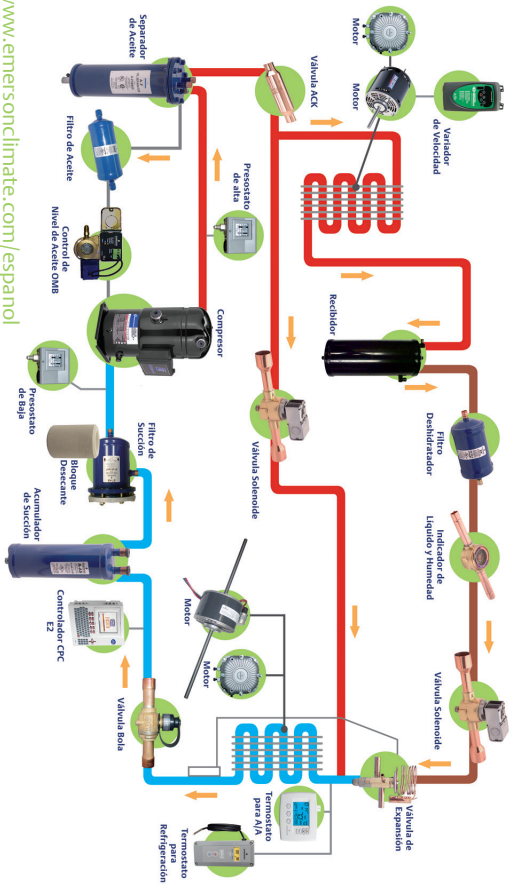 www.emersonclimate.com/espanol
Separador
de Aceite
Válvula ACK
Motor
Motor
Variador
de Velocidad
Filtro de Aceite
Presostato
de alta
Control de
Nivel de Aceite OMB
Compresor
Recibidor
Filtro
Deshidratador
Válvula Solenoide
Indicador de
Líquido y Humedad
Válvula Solenoide
Presostato
de Baja
Filtro de
Succión
Bloque
Desecante
Acumulador
de Succión
Controlador CPC
E2
Motor
Motor
Válvula Bola
Válvula de
Expansión
Termostato
para A/A
Termostato
para
Refrigeración